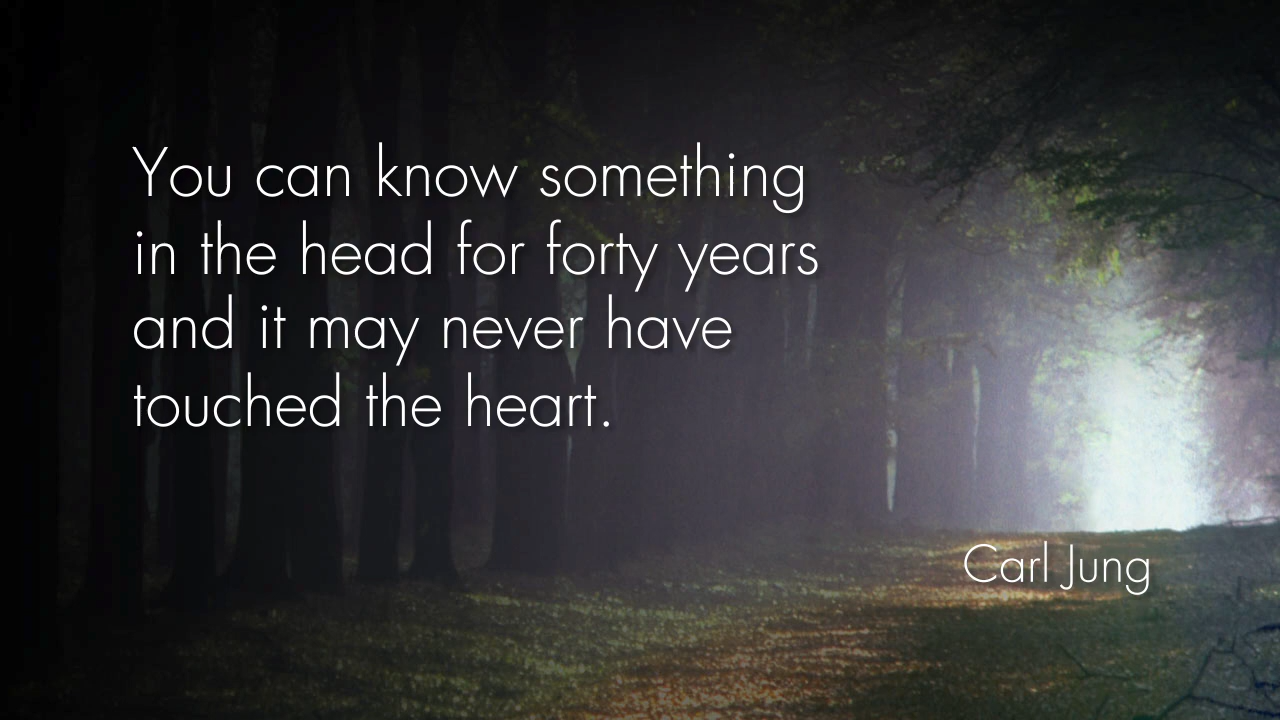 You can know something
in the head for forty years
and it may never have
touched the heart.
Carl Jung